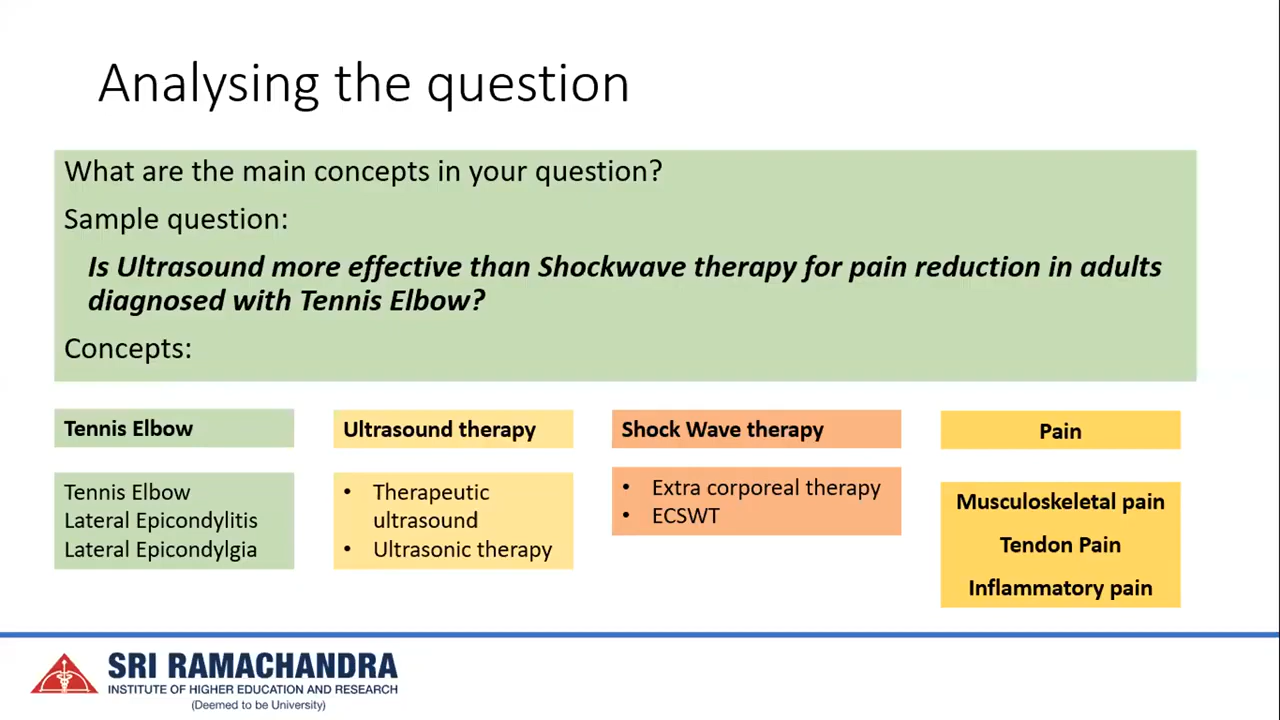 Analysing the question
What are the main concepts in your question?
Sample question:
Is Ultrasound more effective than Shockwave therapy for pain reduction in adults
diagnosed with Tennis Elbow?
Concepts:
Tennis Elbow
Tennis Elbow
Lateral Epicondylitis
Lateral Epicondylgia
Ultrasound therapy
• Therapeutic
ultrasound
• Ultrasonic therapy
Shock Wave therapy
• Extra corporeal therapy
• ECSWT
Pain
Musculoskeletal pain
Tendon Pain
Inflammatory pain
SRI RAMACHANDRA
INSTITUTE OF HIGHER EDUCATION AND RESEARCH
(Deemed to be University)